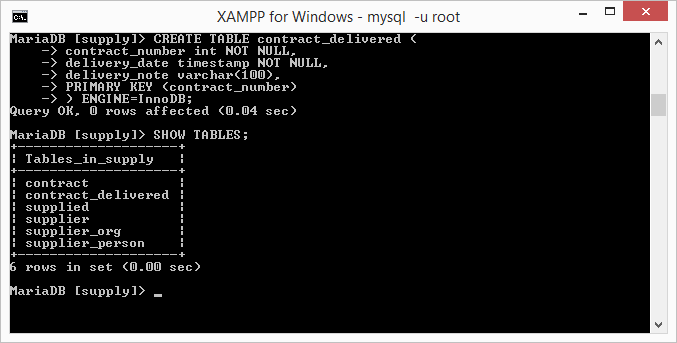 XAMPP for Windows - mysql  -u root
MariaDB [supply]> CREATE TABLE contract_delivered (
    -> contract_number int NOT NULL,
    -> delivery_date timestamp NOT NULL,
    -> delivery_note varchar(100),
    -> PRIMARY KEY (contract_number)
    -> ) ENGINE=InnoDB;
Query OK, 0 rows affected (0.04 sec)

MariaDB [supply]> SHOW TABLES;
+--------------------+
| Tables_in_supply   |
+--------------------+
| contract           |
| contract_delivered |
| supplied           |
| supplier           |
| supplier_org       |
| supplier_person    |
+--------------------+
6 rows in set (0.00 sec)

MariaDB [supply]> _